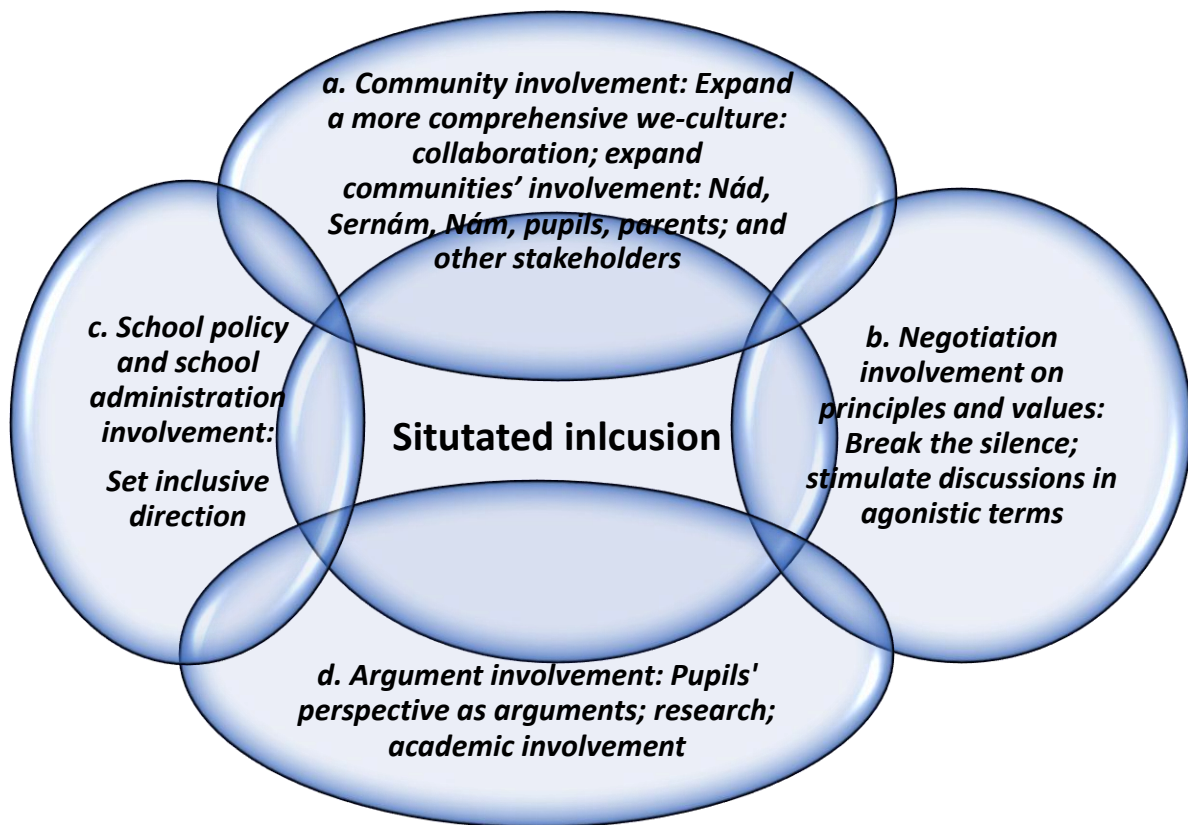 a. Community involvement: Expand
a more comprehensive we-culture:
collaboration; expand
communities’ involvement: Nád,
Sernám, Nám, pupils, parents; and
other stakeholders
c. School policy
and school
administration
involvement:
Set inclusive
direction
Situtated inlcusion
b. Negotiation
involvement on
principles and values:
Break the silence;
stimulate discussions in
agonistic terms
d. Argument involvement: Pupils'
perspective as arguments; research;
academic involvement